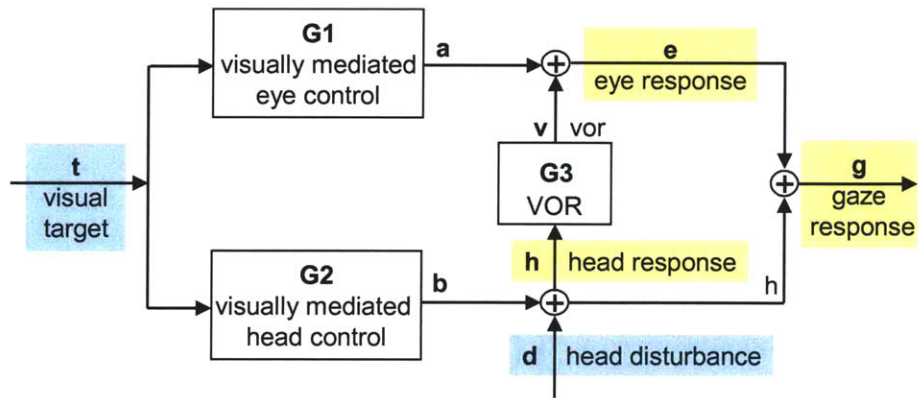 G1
visually mediated
eye control
a
+
e
eye response
v vor
G3
VOR
t
visual
target
+
g
gaze
response
G2
visually mediated
head control
b
h head response
+
h
d head disturbance